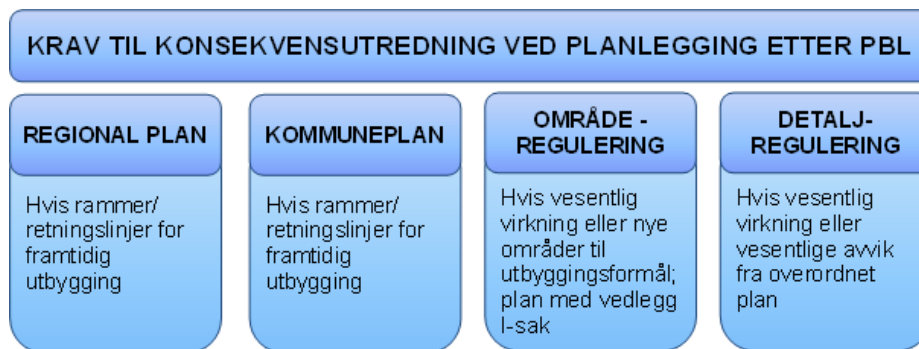 KRAV TIL KONSEKVENSUTREDNING VED PLANLEGGING ETTER PBL
REGIONAL PLAN
Hvis rammer/
retningslinjer for
framtidig
utbygging
KOMMUNEPLAN
Hvis rammer/
retningslinjer for
framtidig
utbygging
OMRÅDE -
REGULERING
Hvis vesentlig
virkning eller nye
områder til
utbyggingsformål;
plan med vedlegg
I-sak
DETALJ-
REGULERING
Hvis vesentlig
virkning eller
vesentlige avvik
fra overordnet
plan